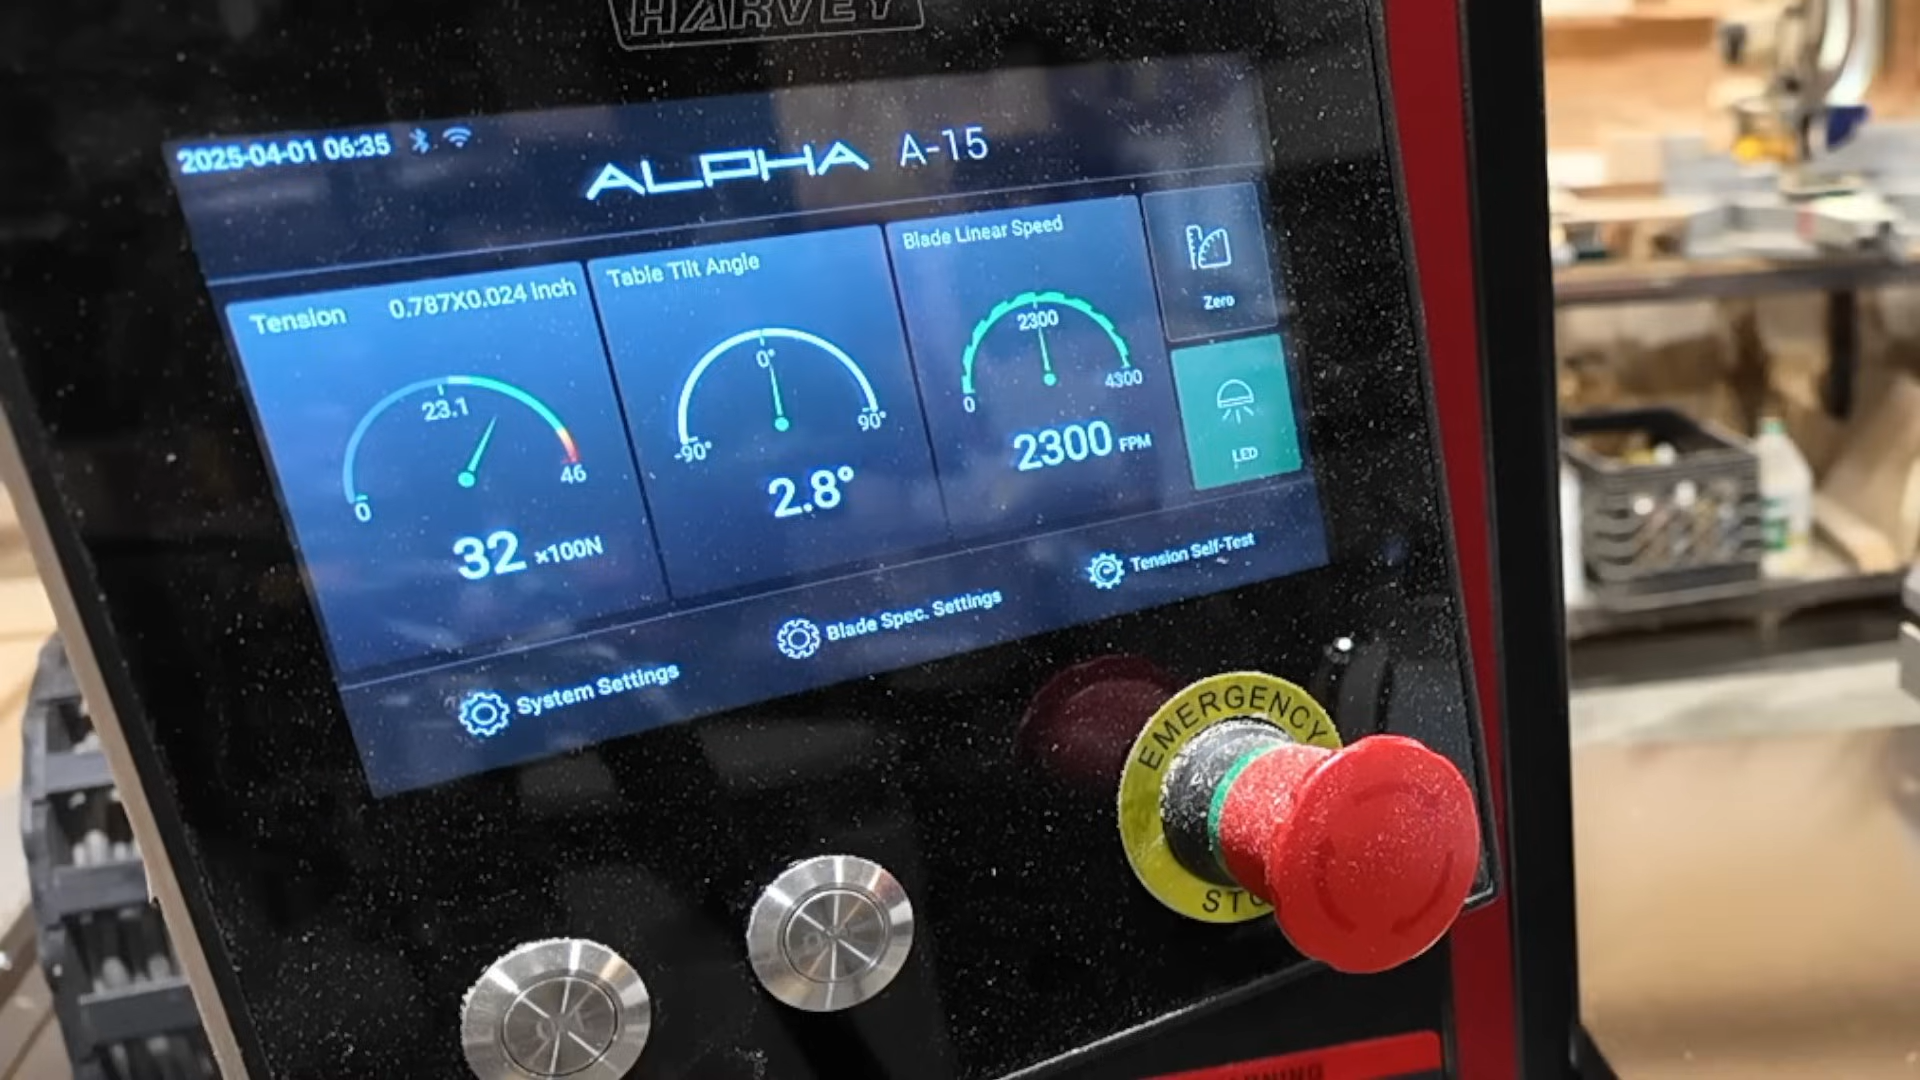 HARVEY
2025-04-01 06:35
ALPHA A-15
Tension 0.787X0.024 Inch
23.1
0
46
32 ×100N
Table Tilt Angle
0°
-90°
90°
2.8°
Blade Linear Speed
2300
0
4300
2300 FPM
Zero
LED
System Settings
Blade Spec. Settings
Tension Self-Test
EMERGENCY